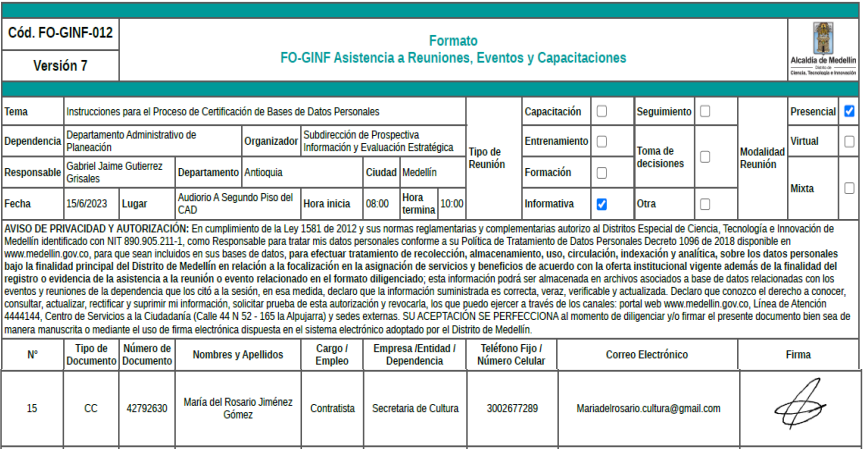 Cód. FO-GINF-012
Versión 7
Formato
FO-GINF Asistencia a Reuniones, Eventos y Capacitaciones
Alcaldía de Medellín
Distrito de
Ciencia, Tecnología e Innovación
Tema
Instrucciones para el Proceso de Certificación de Bases de Datos Personales
Dependencia
Departamento Administrativo de
Planeación
Organizador
Subdirección de Prospectiva
Información y Evaluación Estratégica
Responsable
Gabriel Jaime Gutierrez
Grisales
Departamento
Antioquia
Ciudad
Medellín
Fecha
15/6/2023
Lugar
Audiorio A Segundo Piso del
CAD
Hora inicia
08:00
Hora
termina
10:00
Tipo de
Reunión
Capacitación
Entrenamiento
Formación
Informativa
Seguimiento
Toma de
decisiones
Otra
Modalidad
Reunión
Presencial
Virtual
Mixta
AVISO DE PRIVACIDAD Y AUTORIZACIÓN: En cumplimiento de la Ley 1581 de 2012 y sus normas reglamentarias y complementarias autorizo al Distritos Especial de Ciencia, Tecnología e Innovación de
Medellín identificado con NIT 890.905.211-1, como Responsable para tratar mis datos personales conforme a su Política de Tratamiento de Datos Personales Decreto 1096 de 2018 disponible en
www.medellin.gov.co, para que sean incluidos en sus bases de datos, para efectuar tratamiento de recolección, almacenamiento, uso, circulación, indexación y analítica, sobre los datos personales
bajo la finalidad principal del Distrito de Medellín en relación a la focalización en la asignación de servicios y beneficios de acuerdo con la oferta institucional vigente además de la finalidad del
registro o evidencia de la asistencia a la reunión o evento relacionado en el formato diligenciado; esta información podrá ser almacenada en archivos asociados a base de datos relacionadas con los
eventos y reuniones de la dependencia que los citó a la sesión, en esa medida, declaro que la información suministrada es correcta, veraz, verificable y actualizada. Declaro que conozco el derecho a conocer,
consultar, actualizar, rectificar y suprimir mi información, solicitar prueba de esta autorización y revocarla, los que puedo ejercer a través de los canales: portal web www.medellin.gov.co, Línea de Atención
4444144, Centro de Servicios a la Ciudadanía (Calle 44 N 52 - 165 la Alpujarra) y sedes externas. SU ACEPTACIÓN SE PERFECCIONA al momento de diligenciar y/o firmar el presente documento bien sea de
manera manuscrita o mediante el uso de firma electrónica dispuesta en el sistema electrónico adoptado por el Distrito de Medellín.
N°
Tipo de
Documento
Número de
Documento
Nombres y Apellidos
Cargo /
Empleo
Empresa /Entidad /
Dependencia
Teléfono Fijo /
Número Celular
Correo Electrónico
Firma
15
CC
42792630
María del Rosario Jiménez
Gómez
Contratista
Secretaria de Cultura
3002677289
Mariadelrosario.cultura@gmail.com